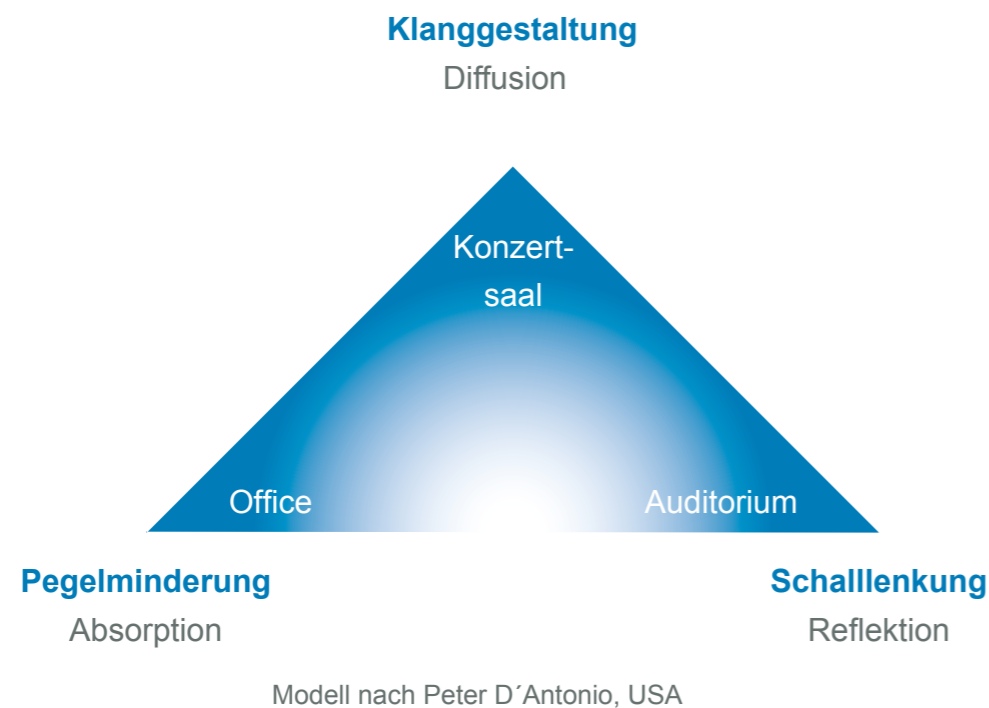 Klanggestaltung
Diffusion
Konzert-
saal
Office
Auditorium
Pegelminderung
Schalllenkung
Absorption
Reflektion
Modell nach Peter D´Antonio, USA